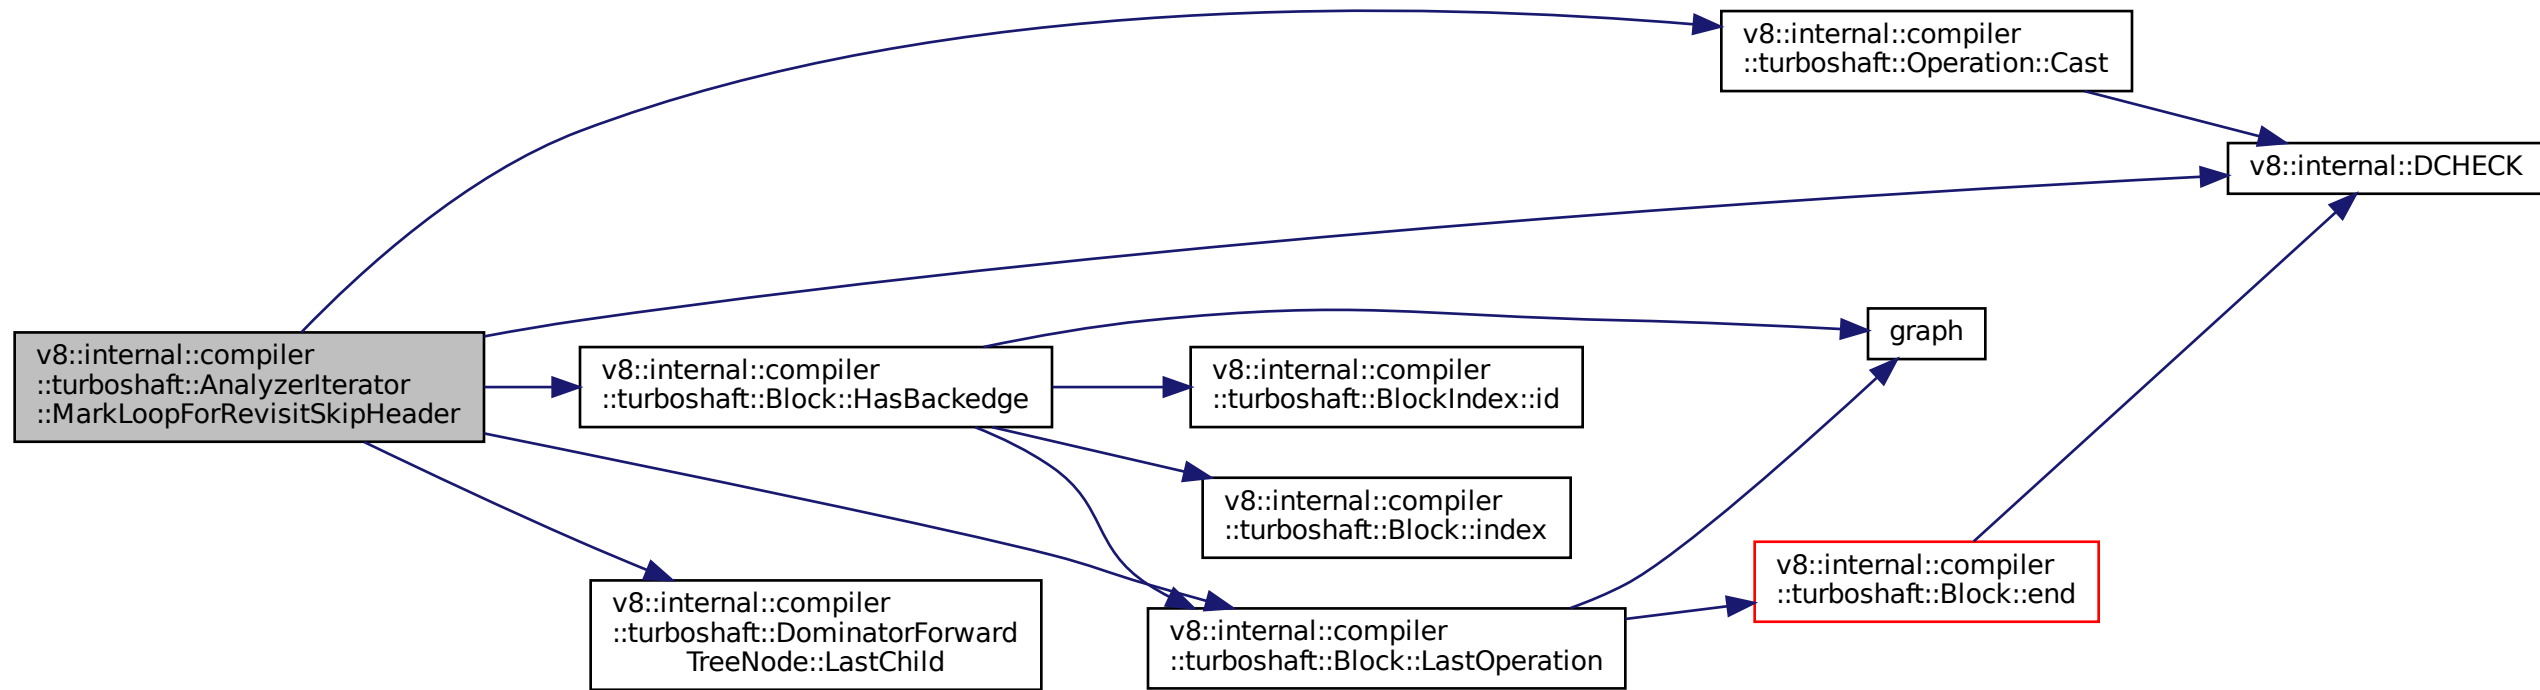 v8::internal::compiler
::turboshaft::Operation::Cast
v8::internal::DCHECK
graph
v8::internal::compiler
::turboshaft::AnalyzerIterator
::MarkLoopForRevisitSkipHeader
v8::internal::compiler
::turboshaft::Block::HasBackedge
v8::internal::compiler
::turboshaft::BlockIndex::id
v8::internal::compiler
::turboshaft::Block::index
v8::internal::compiler
::turboshaft::Block::end
v8::internal::compiler
::turboshaft::DominatorForward
TreeNode::LastChild
v8::internal::compiler
::turboshaft::Block::LastOperation